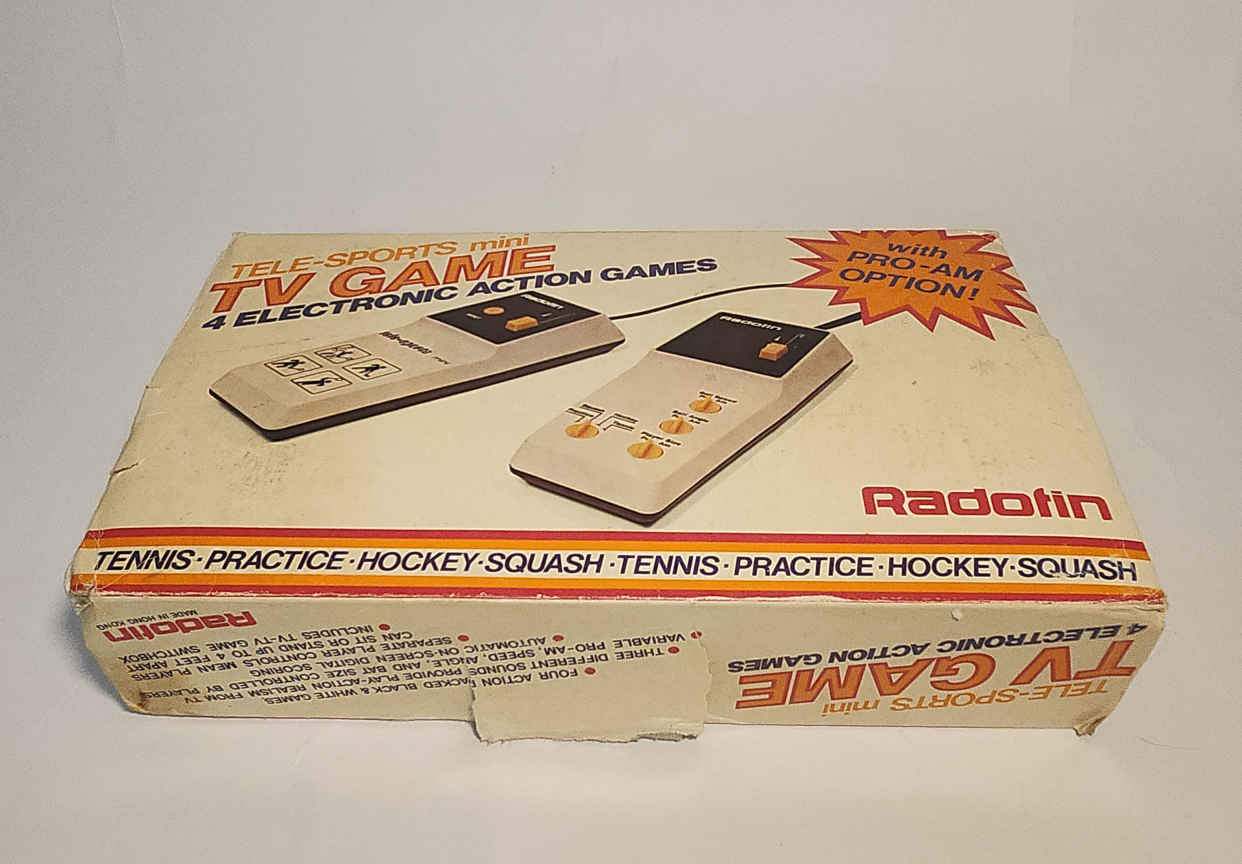 TELE-SPORTS mini
TV GAME
4 ELECTRONIC ACTION GAMES
with
PRO-AM
OPTION!
Radofin
tele-sports mini
Radofin
Radofin
TENNIS·PRACTICE·HOCKEY·SQUASH·TENNIS·PRACTICE·HOCKEY·SQUASH
TELE-SPORTS mini
TV GAME
4 ELECTRONIC ACTION GAMES
• FOUR ACTION PACKED BLACK & WHITE GAMES.
• THREE DIFFERENT SOUNDS PROVIDE PLAY-ACTION REALISM FROM TV
• VARIABLE PRO-AM, SPEED, ANGLE, AND BAT SIZE CONTROLLED BY PLAYERS
• AUTOMATIC ON-SCREEN DIGITAL SCORING
• SEPARATE PLAYER CONTROLS MEAN PLAYERS
CAN SIT OR STAND UP TO 4 FEET APART
• INCLUDES TV-TV GAME SWITCHBOX
Radofin
MADE IN HONG KONG